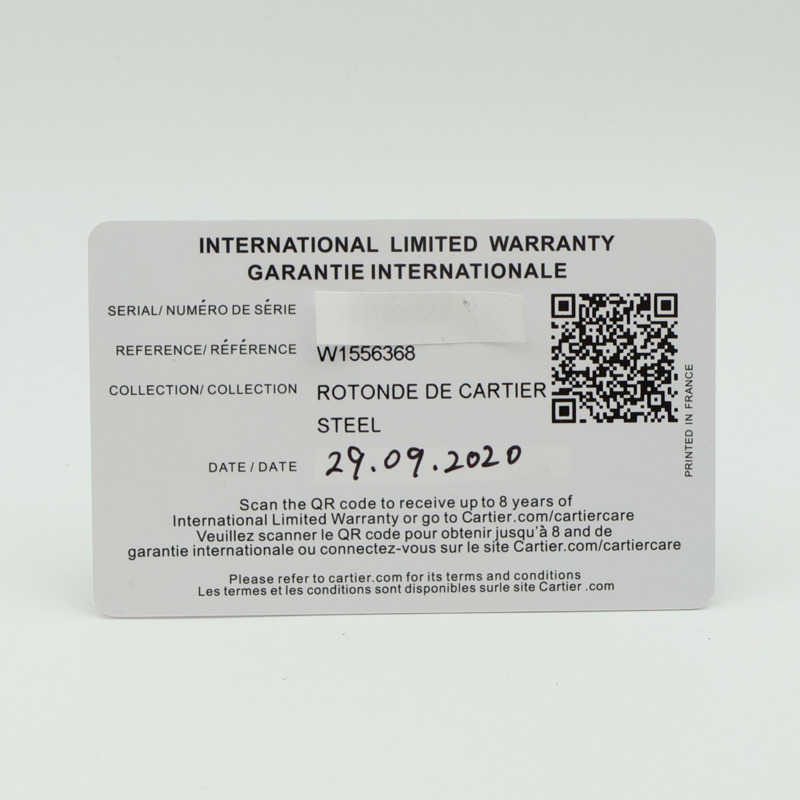 INTERNATIONAL LIMITED WARRANTY
GARANTIE INTERNATIONALE
SERIAL/ NUMÉRO DE SÉRIE
REFERENCE/ RÉFÉRENCE W1556368
COLLECTION/ COLLECTION ROTONDE DE CARTIER
STEEL
DATE / DATE 29.09.2020
PRINTED IN FRANCE
Scan the QR code to receive up to 8 years of
International Limited Warranty or go to Cartier.com/cartiercare
Veuillez scanner le QR code pour obtenir jusqu'à 8 and de
garantie internationale ou connectez-vous sur le site Cartier.com/cartiercare
Please refer to cartier.com for its terms and conditions
Les termes et les conditions sont disponibles surle site Cartier .com